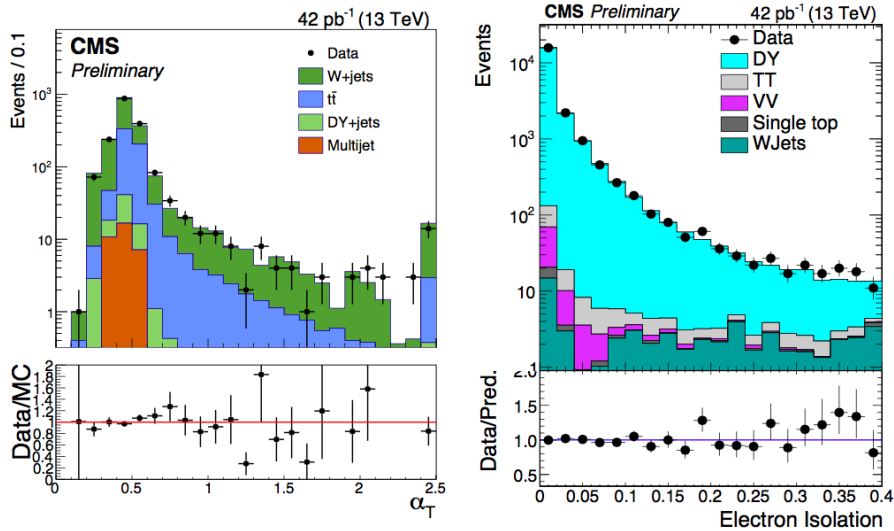 42 pb⁻¹ (13 TeV)
CMS
Preliminary
Data
W+jets
tt̄
DY+jets
Multijet
Events / 0.1
10³
10²
10
1
Data/MC
2
1.8
1.6
1.4
1.2
1
0.8
0.6
0.4
0.2
0
0 0.5 1 1.5 2 2.5
α_T
CMS Preliminary 42 pb⁻¹ (13 TeV)
Data
DY
TT
VV
Single top
WJets
Events
10⁴
10³
10²
10
1
Data/Pred.
2.0
1.5
1.0
0.5
0 0.05 0.1 0.15 0.2 0.25 0.3 0.35 0.4
Electron Isolation